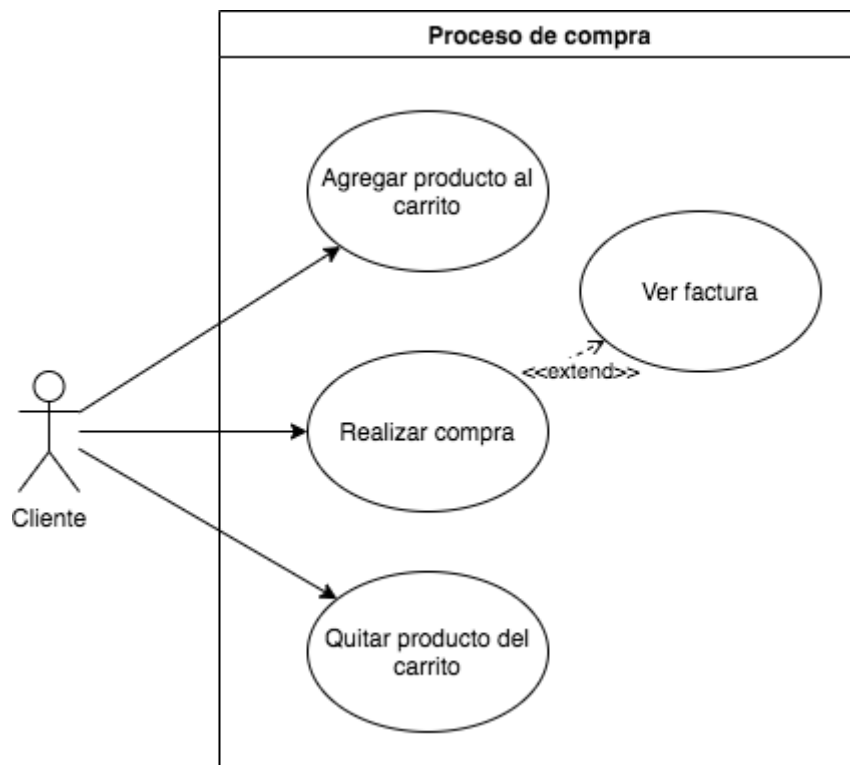 Proceso de compra
Agregar producto al
carrito
Ver factura
<<extend>>
Realizar compra
Cliente
Quitar producto del
carrito